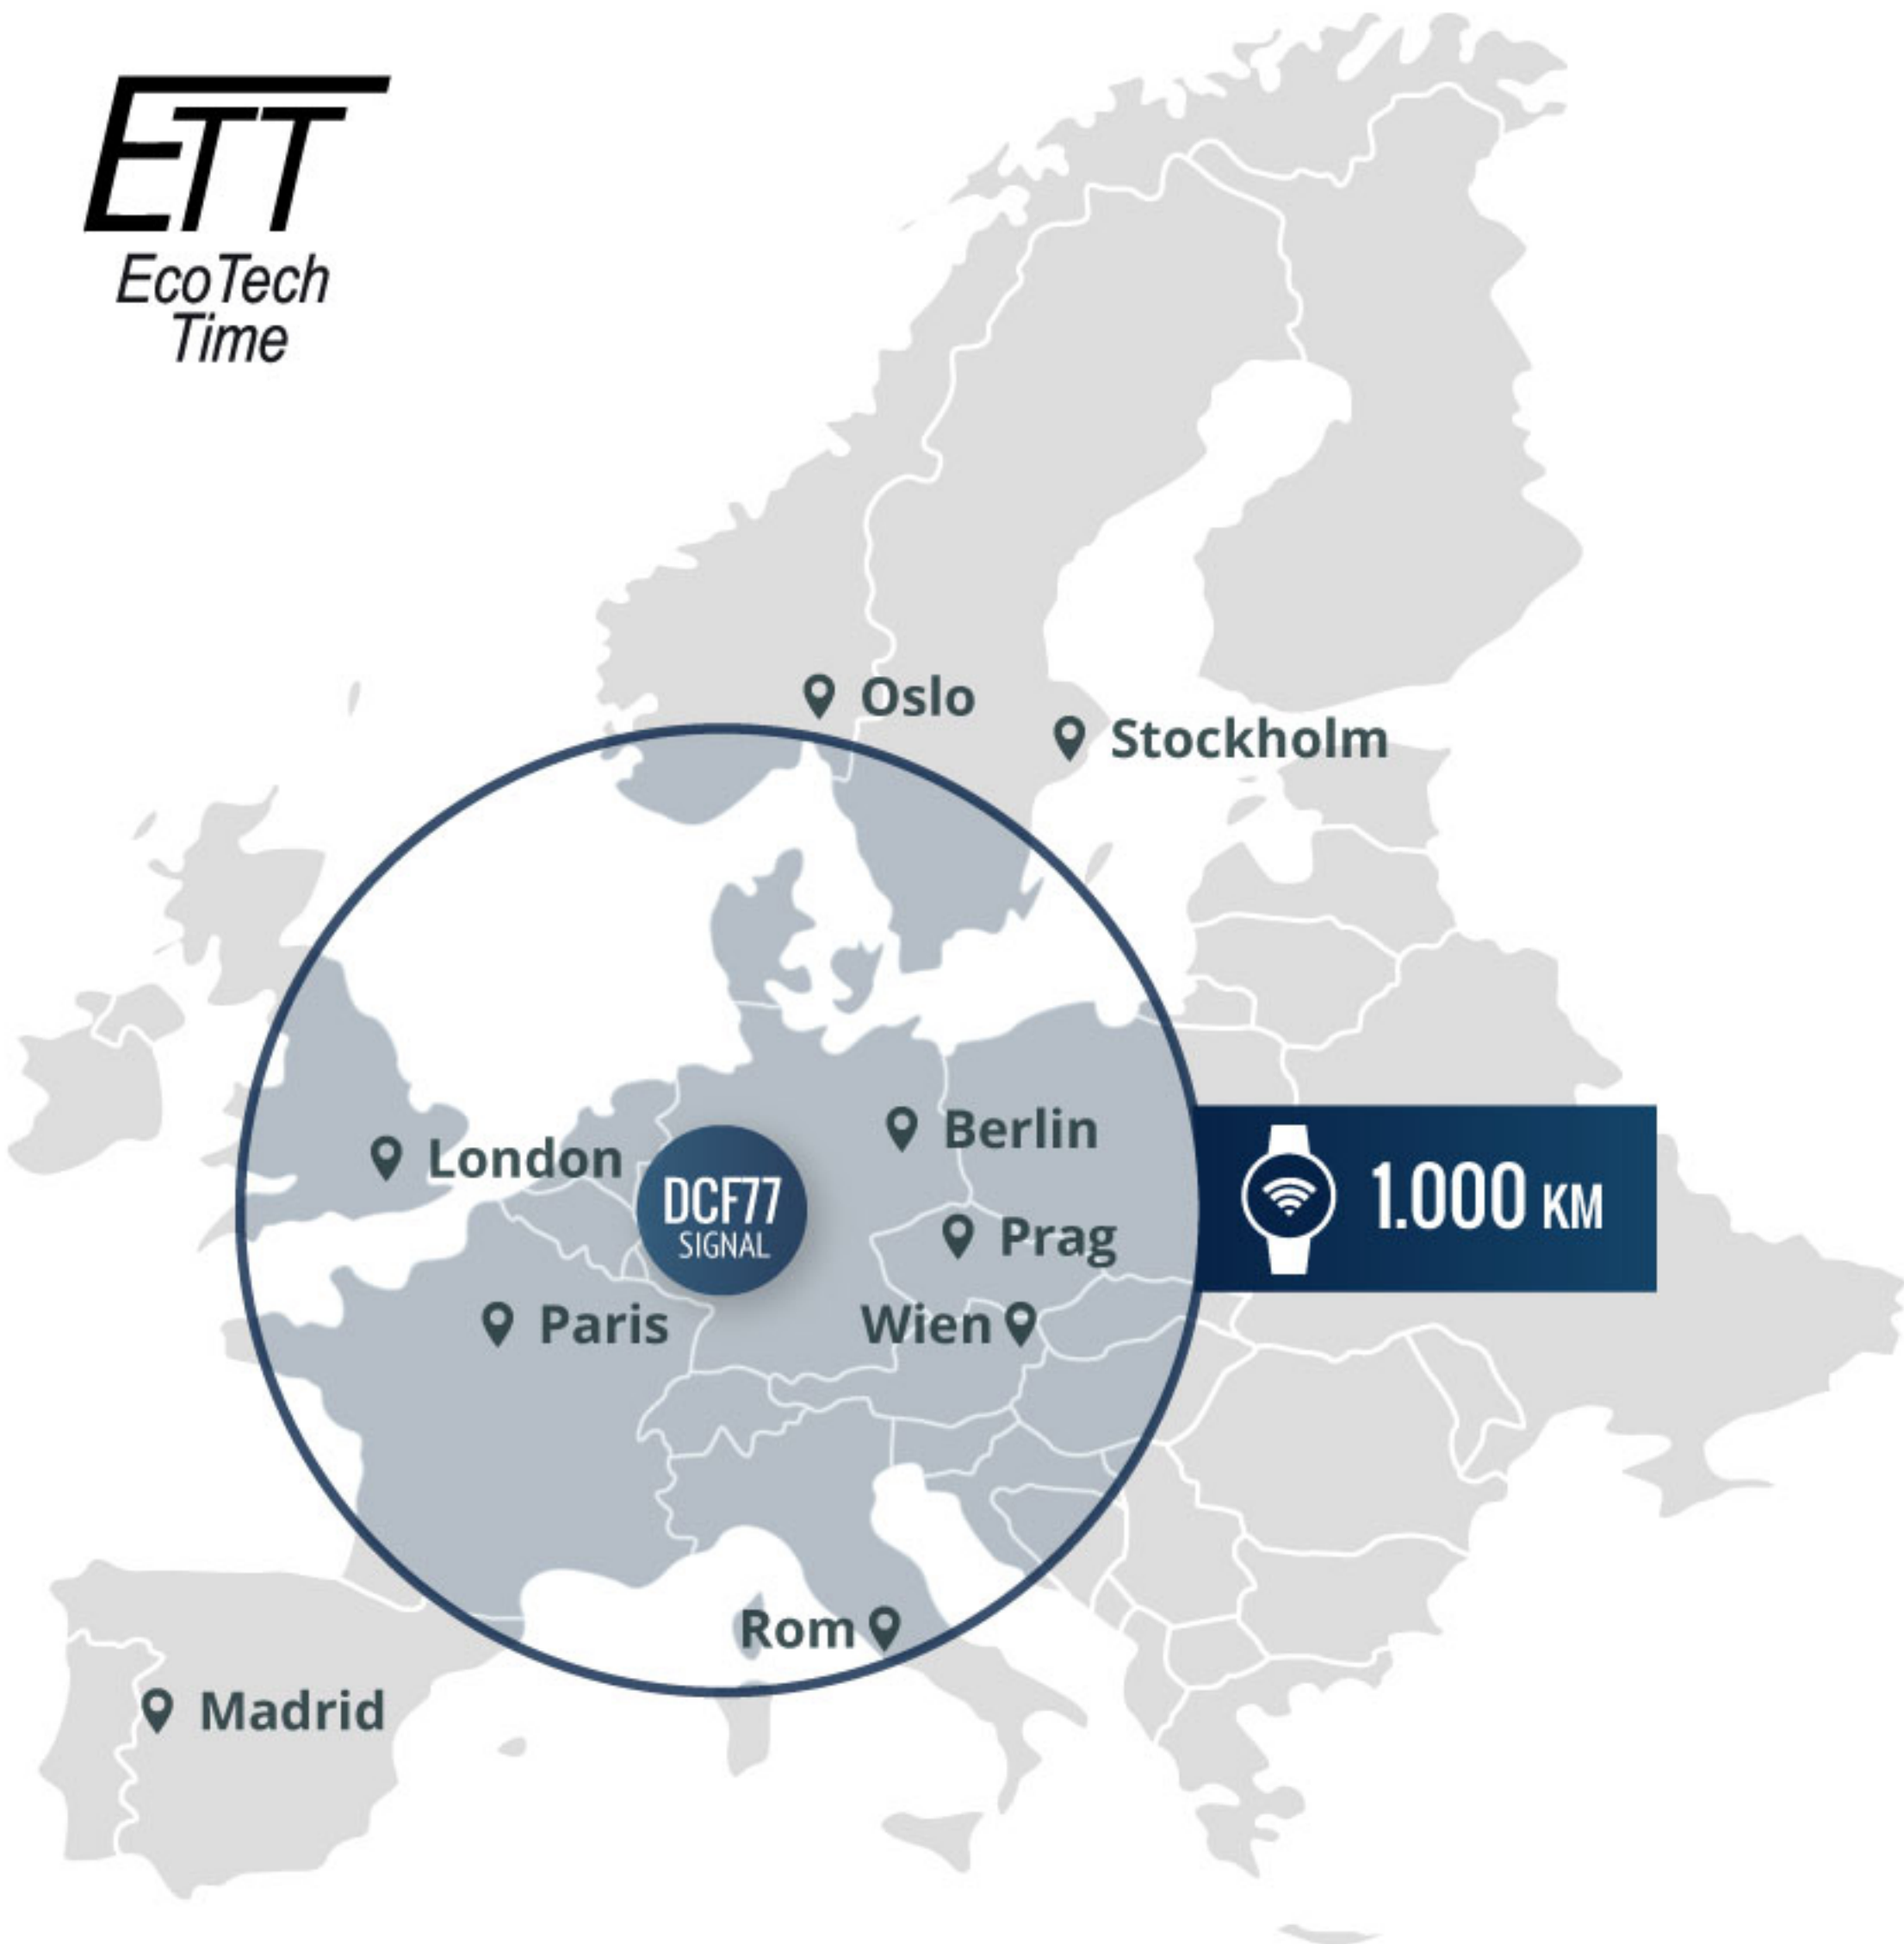 ETT
EcoTech
Time
Oslo
Stockholm
Berlin
London
DCF77
SIGNAL
1.000 KM
Prag
Paris
Wien
Rom
Madrid